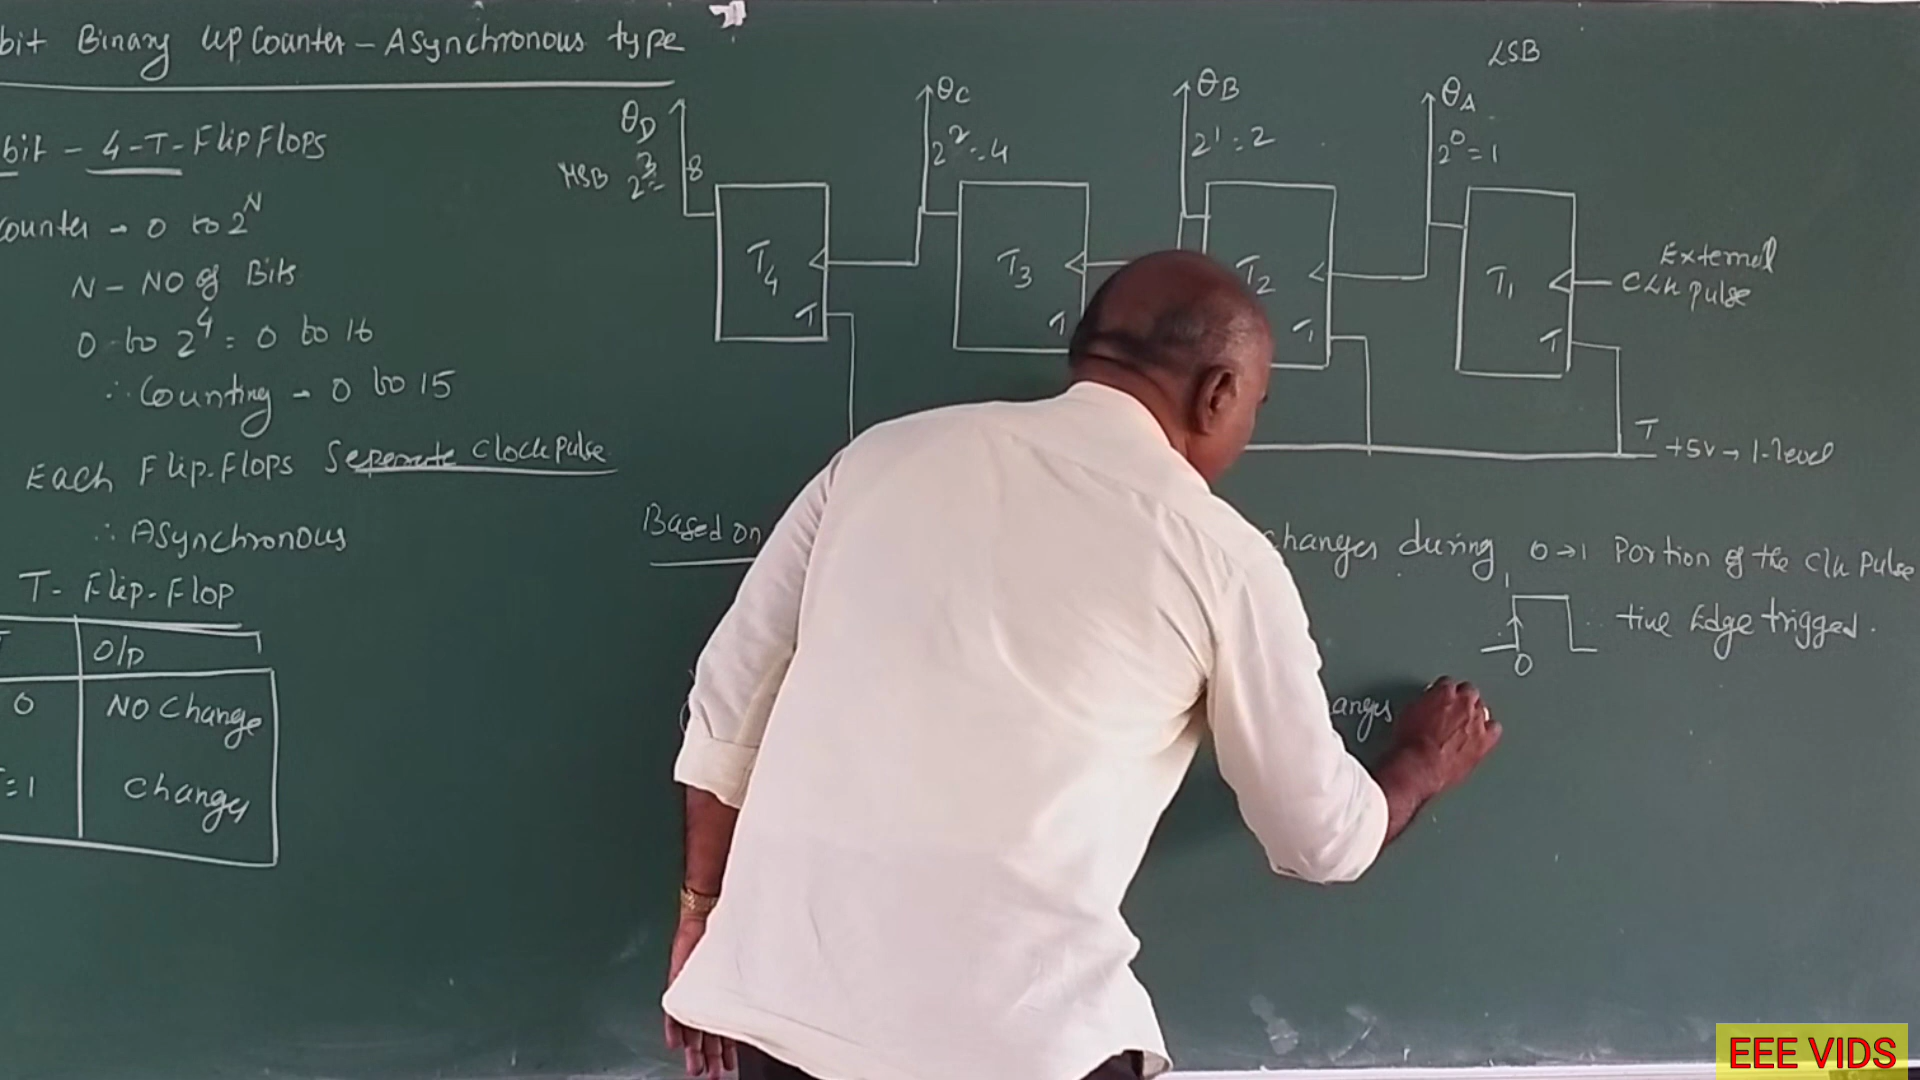 bit Binary Up Counter - Asynchronous type
bit - 4-T-Flip Flops
counter - 0 to 2^N
N - NO of Bits
0 to 2^4 = 0 to 16
∴ Counting - 0 to 15
Each Flip-Flops Seperate Clock pulse
∴ ASynchronous
T- Flip-Flop
O/P
0 NO Change
=1 Changes
LSB
θD
MSB 2^3 = 8
θC
2^2 = 4
θB
2^1 = 2
θA
2^0 = 1
T4
T
T3
T
T2
T
T1
T
External
CLK pulse
T
+5V → 1-level
Based on
changes during 0→1 Portion of the Clk Pulse
1
0
+ive Edge trigged.
anges
EEE VIDS